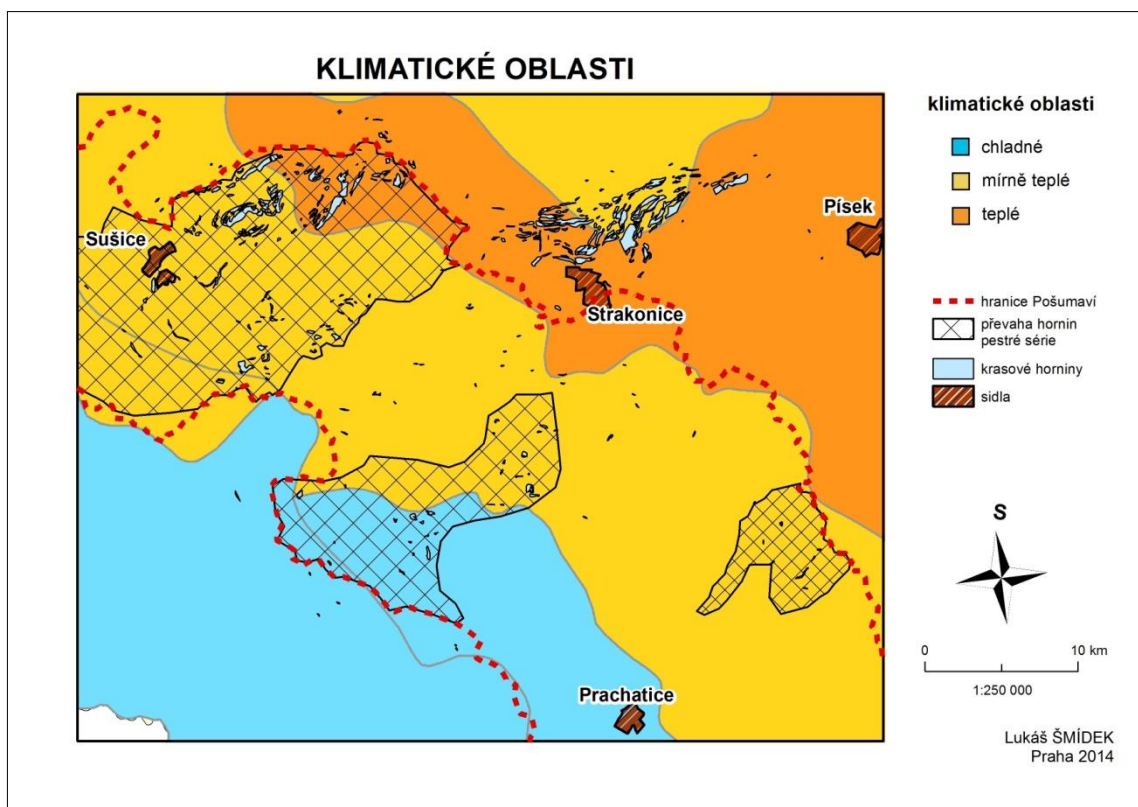 KLIMATICKÉ OBLASTI
klimatické oblasti
chladné
mírně teplé
teplé
Písek
Sušice
Strakonice
hranice Pošumaví
převaha hornin
pestré série
krasové horniny
sídla
S
0 10 km
1:250 000
Prachatice
Lukáš ŠMÍDEK
Praha 2014